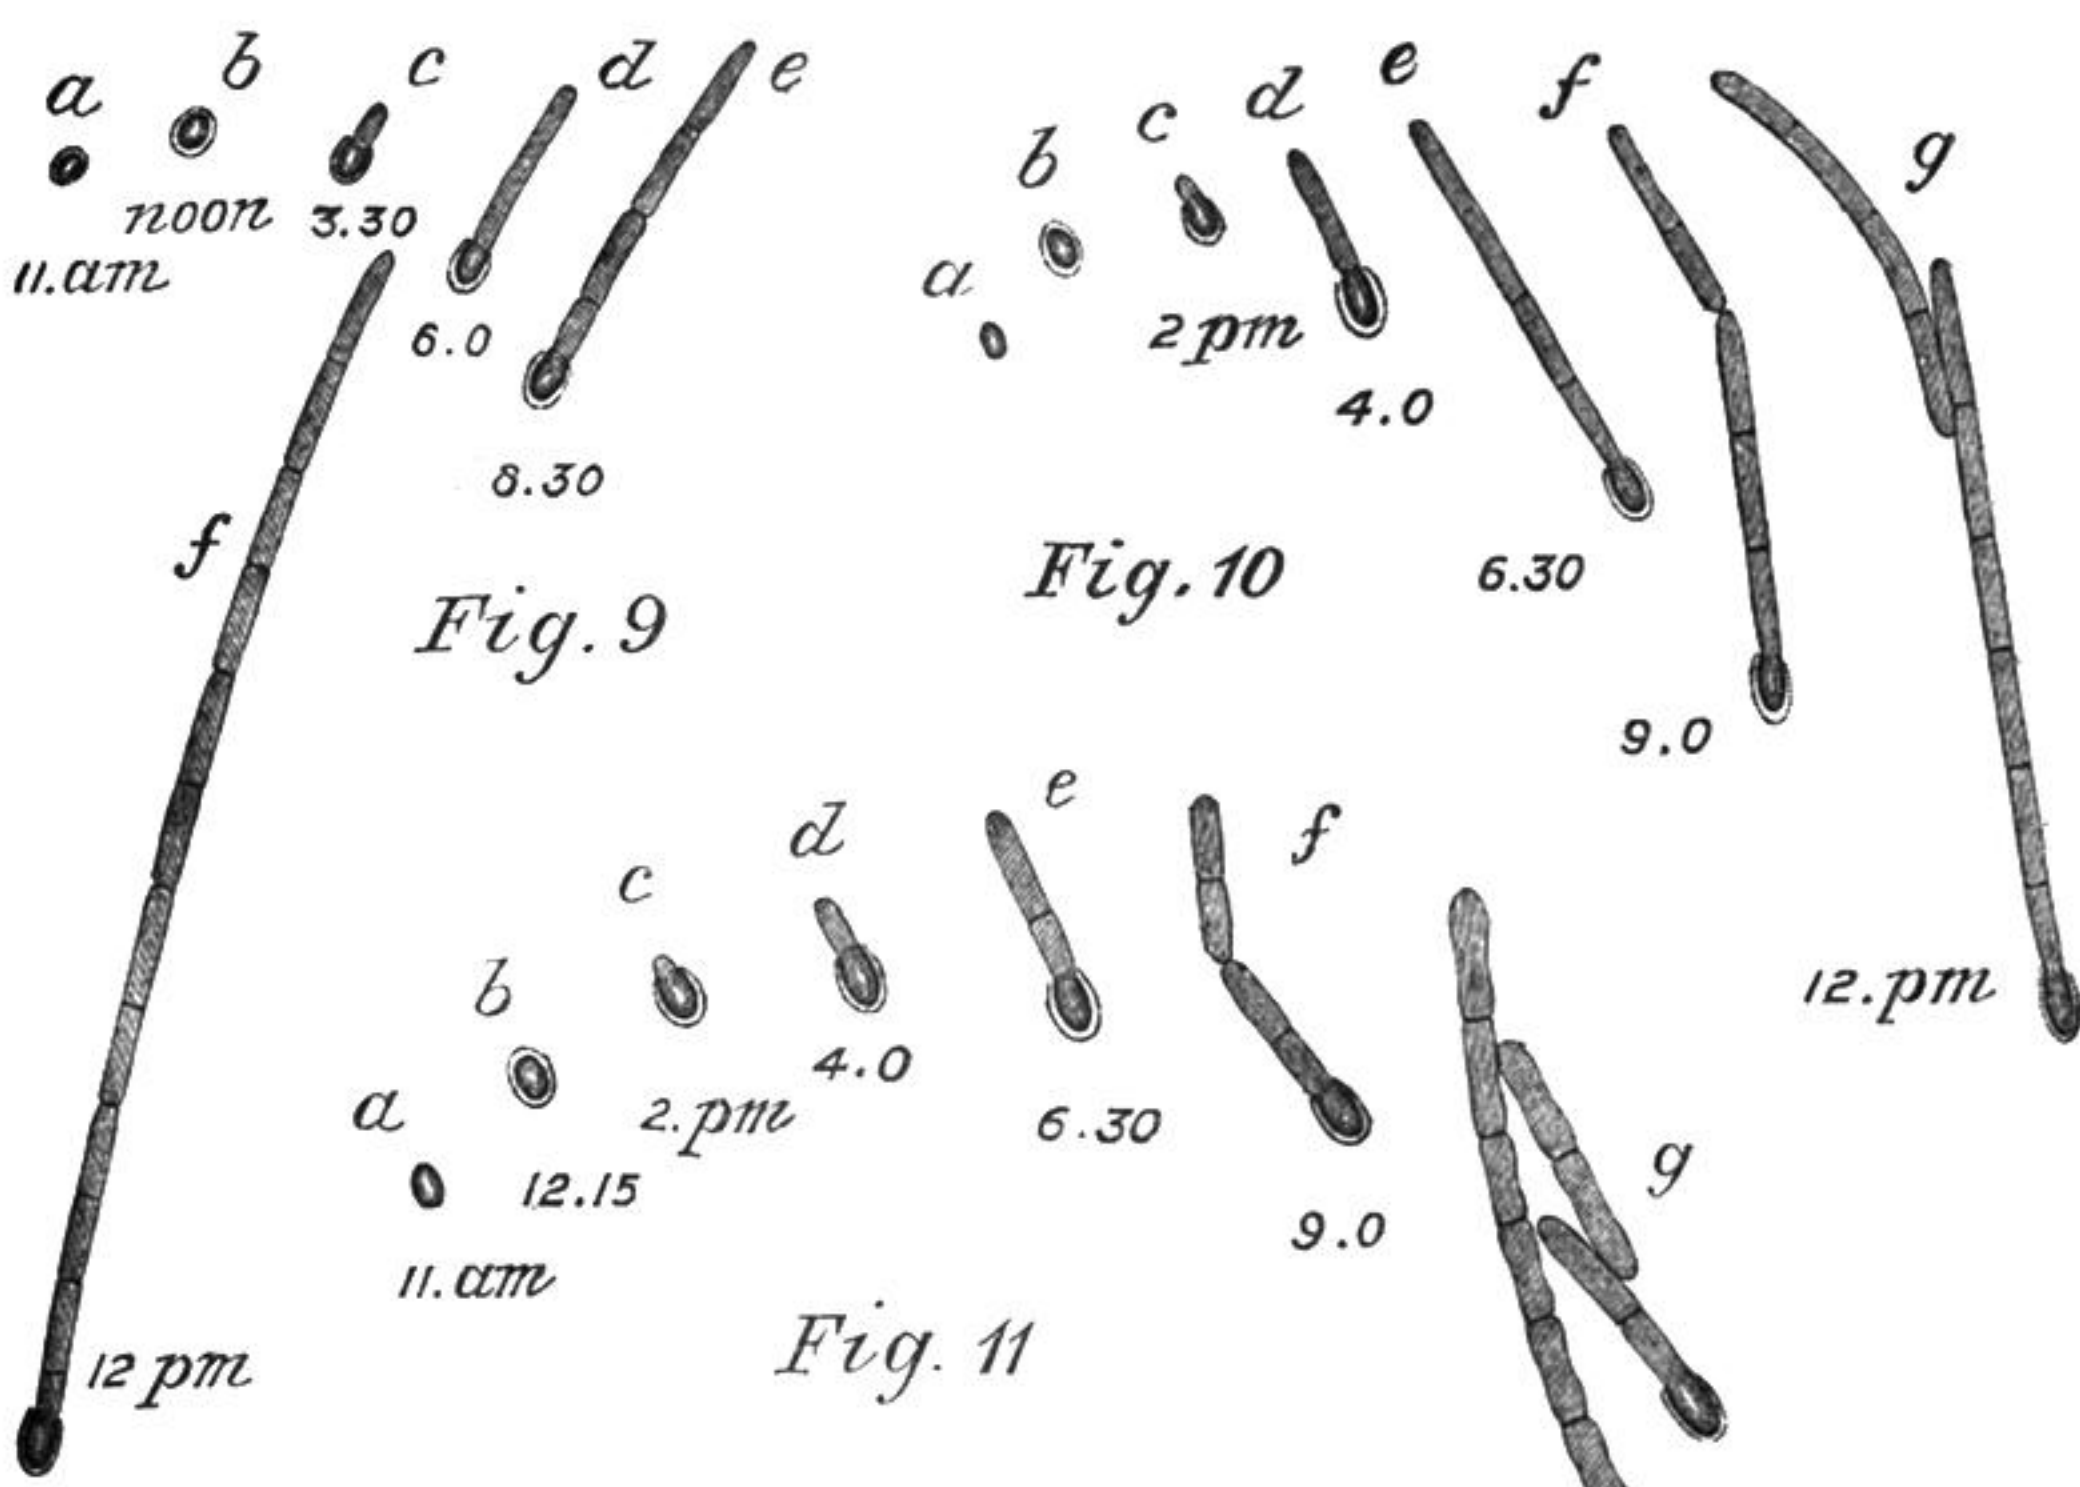 a b c d e
noon 3.30
11.am
6.0
8.30
f
Fig. 9
12 pm
a b c d e f g
2 pm
4.0
6.30
9.0
12. pm
Fig. 10
a b c d e f g
11. am
12.15
2. pm
4.0
6.30
9.0
Fig. 11